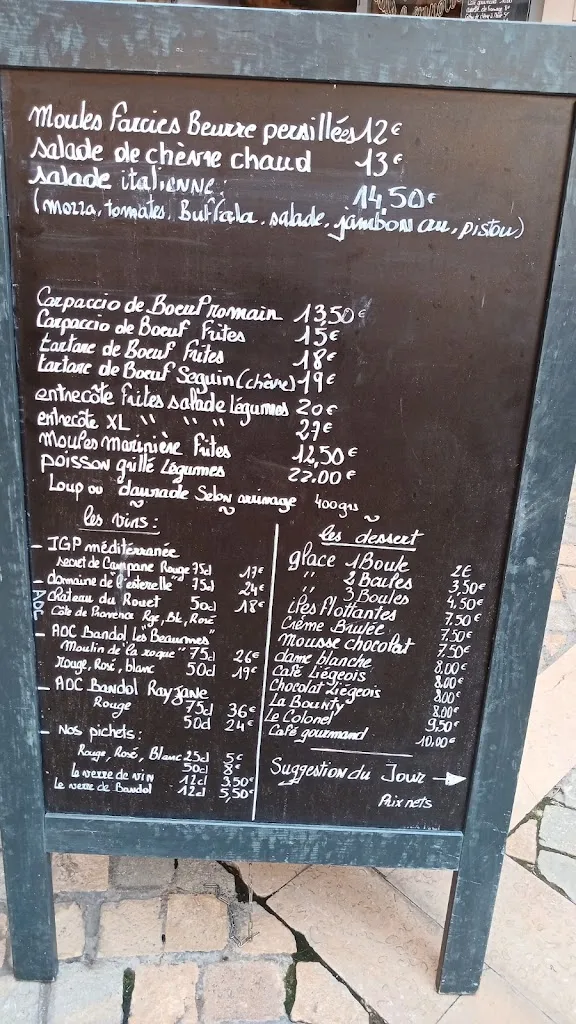 Moules farcies Beurre persillées 12€
salade de chèvre chaud 13€
salade italienne: 14,50€
(mozza, tomates, Buffala, salade, jambon cru, pistou)
Carpaccio de Boeuf romain 13,50€
Carpaccio de Boeuf frites 15€
tartare de Boeuf frites 18€
tartare de Boeuf Seguin (chèvre) 19€
entrecôte frites salade légumes 20€
entrecôte XL " " " 27€
Moules marinière frites 12,50€
poisson grillé légumes 22.00€
Loup ou daurade selon arrivage 400grs
les vins:
- IGP méditérranée
secret de Campane Rouge 75cl 17€
- domaine de l'esterelle" 75cl 24€
- château du Rouet 50cl 18€
AOC Côte de Provence Rge, Blc, Rosé
- AOC Bandol les "Beaumes"
Moulin de la roque" 75cl 26€
rouge, Rosé, blanc 50cl 19€
- AOC Bandol Ray Jane
Rouge 75cl 36€
50cl 24€
- Nos pichets:
Rouge, Rosé, Blanc 25cl 5€
50cl 8€
le verre de vin 12cl 3,50€
le verre de Bandol 12cl 5,50€
les dessert
glace 1 Boule 2€
" 2 Boules 3,50€
" 3 Boules 4,50€
iles flottantes 7.50€
Crème Brulée 7.50€
mousse chocolat 7.50€
dame blanche 8.00€
Café Liégeois 8.00€
Chocolat Liégeois 8.00€
La Bounty 8.00€
Le Colonel 9,50€
Café gourmand 10,00€
Suggestion du Jour →
Prix nets